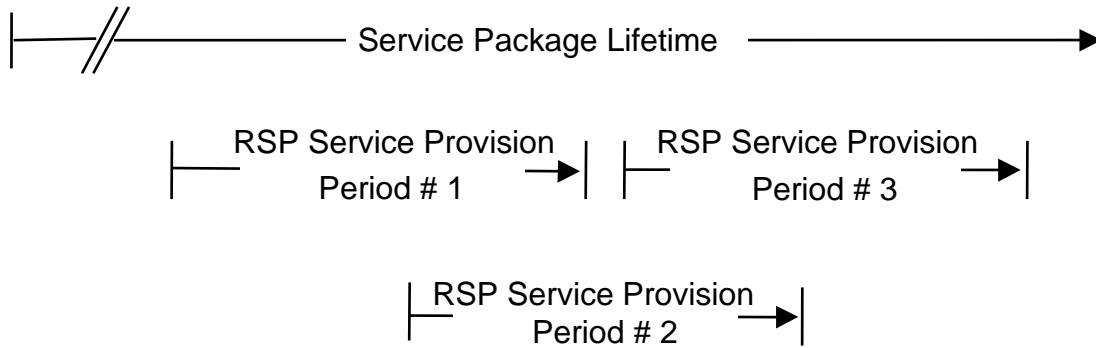 Service Package Lifetime
RSP Service Provision
Period # 1
RSP Service Provision
Period # 3
RSP Service Provision
Period # 2